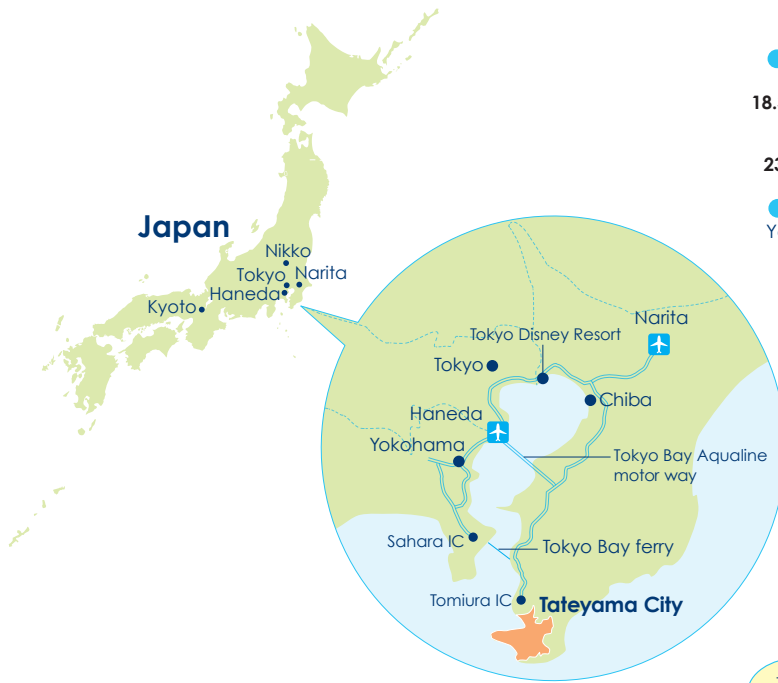 18.
23
Y
Japan
Nikko
Tokyo
Narita
Haneda
Kyoto
Narita
Tokyo Disney Resort
Tokyo
Chiba
Haneda
Yokohama
Tokyo Bay Aqualine
motor way
Sahara IC
Tokyo Bay ferry
Tomiura IC
Tateyama City